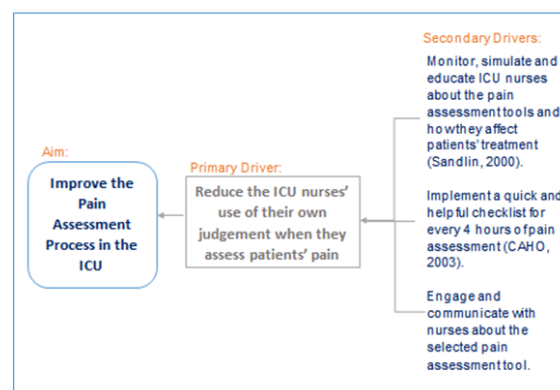 Aim:
Improve the
Pain
Assessment
Process in the
ICU
Primary Driver:
Reduce the ICU nurses'
use of their own
judgement when they
assess patients' pain
Secondary Drivers:
Monitor, simulate and
educate ICU nurses
about the pain
assessment tools and
howthey affect
patients' treatment
(Sandlin, 2000).
Implement a quick and
helpful checklist for
every 4 hours of pain
assessment (CAHO,
2003).
Engage and
communicate with
nurses about the
selected pain
assessment tool.